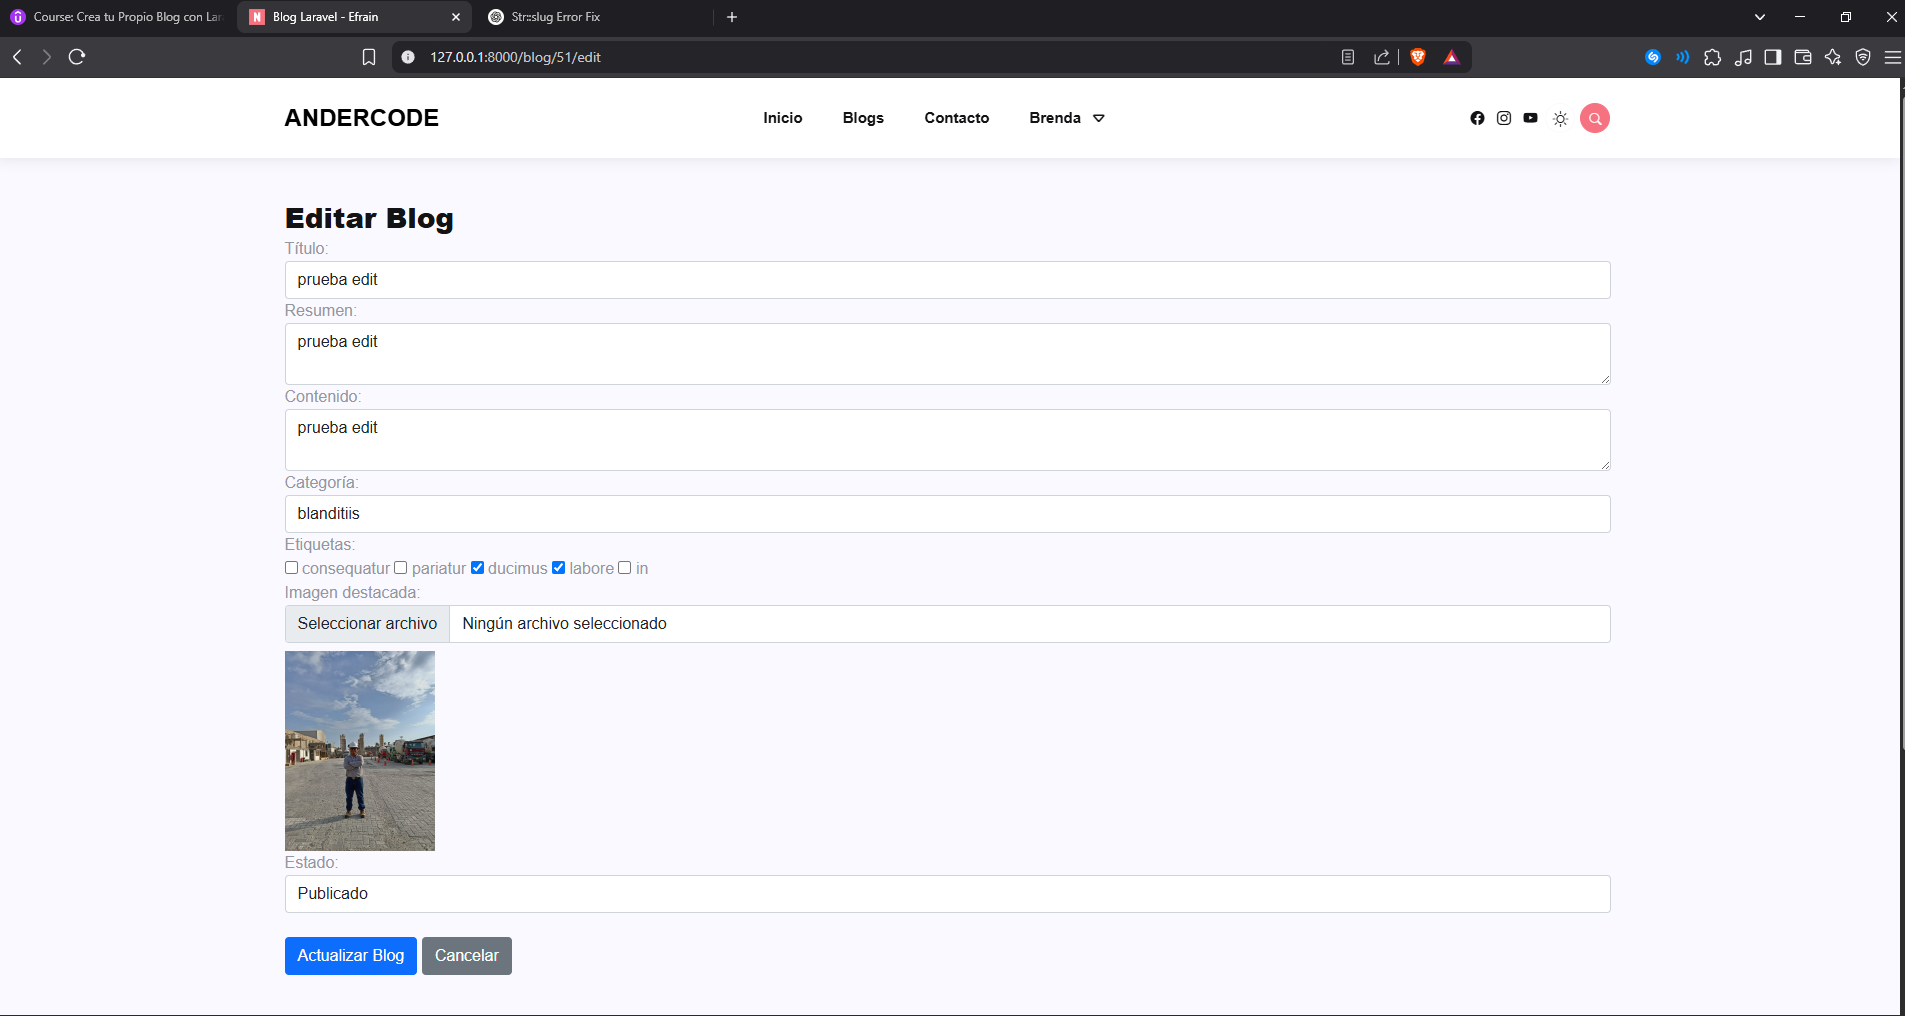 Course: Crea tu Propio Blog con Lar
Blog Laravel - Efrain
Str::slug Error Fix
127.0.0.1:8000/blog/51/edit
ANDERCODE
Inicio
Blogs
Contacto
Brenda
Editar Blog
Título:
prueba edit
Resumen:
prueba edit
Contenido:
prueba edit
Categoría:
blanditiis
Etiquetas:
consequatur pariatur ducimus labore in
Imagen destacada:
Seleccionar archivo Ningún archivo seleccionado
Estado:
Publicado
Actualizar Blog Cancelar